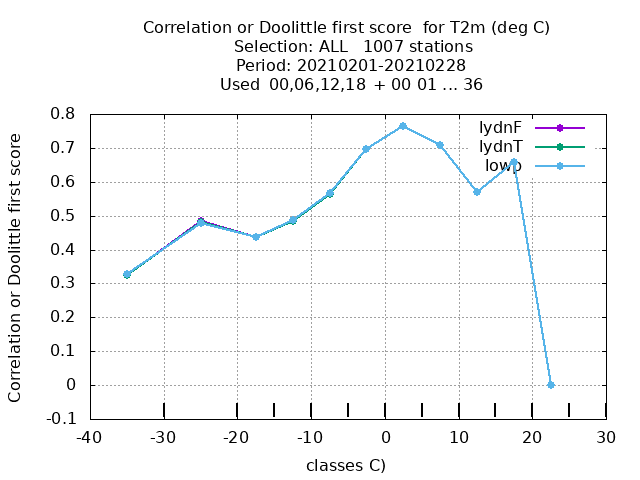 Correlation or Doolittle first score  for T2m (deg C)
Selection: ALL   1007 stations
Period: 20210201-20210228
Used  00,06,12,18  + 00 01 ... 36
Correlation or Doolittle first score
0.8
0.7
0.6
0.5
0.4
0.3
0.2
0.1
0
-0.1
lydnF
lydnT
lowp
-40 -30 -20 -10 0 10 20 30
classes C)